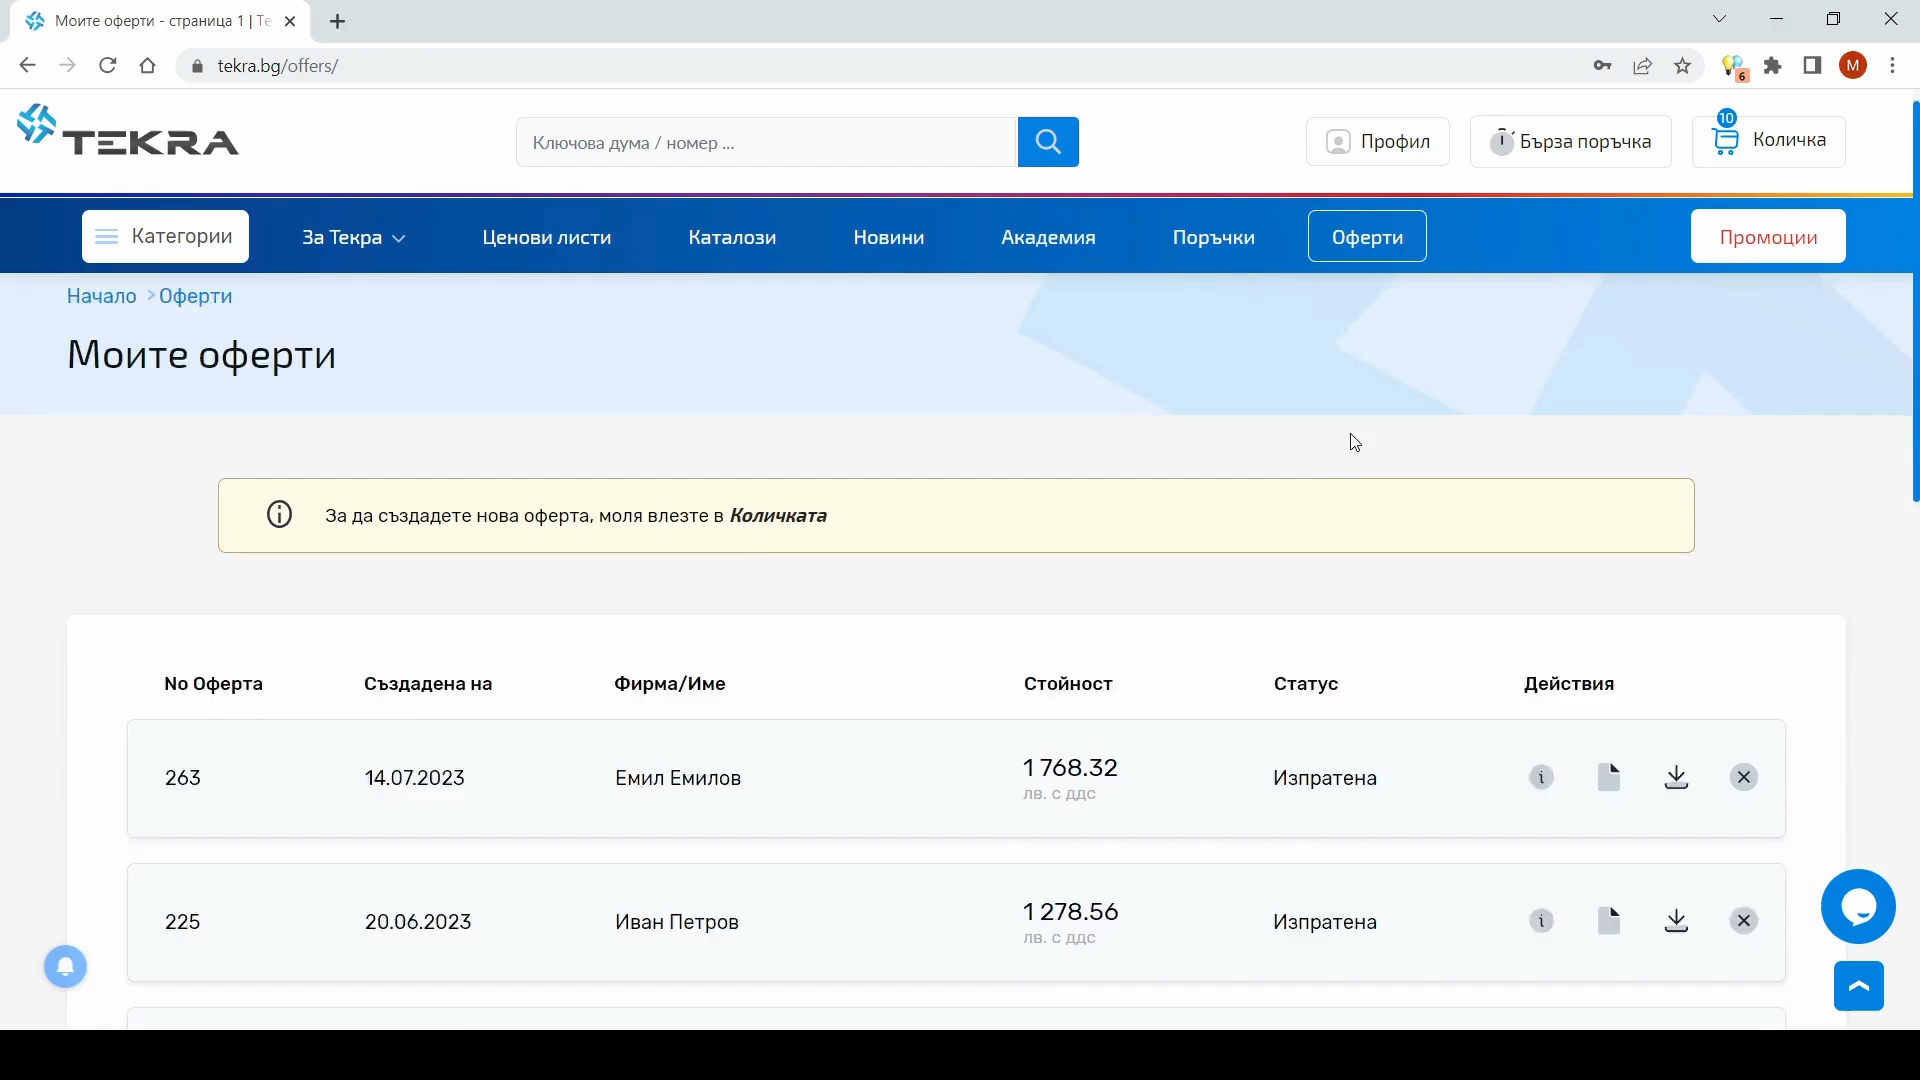 Моите оферти - страница 1 | Te
tekra.bg/offers/
6
M
TEKRA
Ключова дума / номер ...
Профил
Бърза поръчка
10
Количка
Категории
За Текра
Ценови листи
Каталози
Новини
Академия
Поръчки
Оферти
Промоции
Начало > Оферти
Моите оферти
За да създадете нова оферта, моля влезте в Количката
No Оферта Създадена на Фирма/Име Стойност Статус Действия
263 14.07.2023 Емил Емилов 1 768.32 Изпратена
лв. с ддс
225 20.06.2023 Иван Петров 1 278.56 Изпратена
лв. с ддс